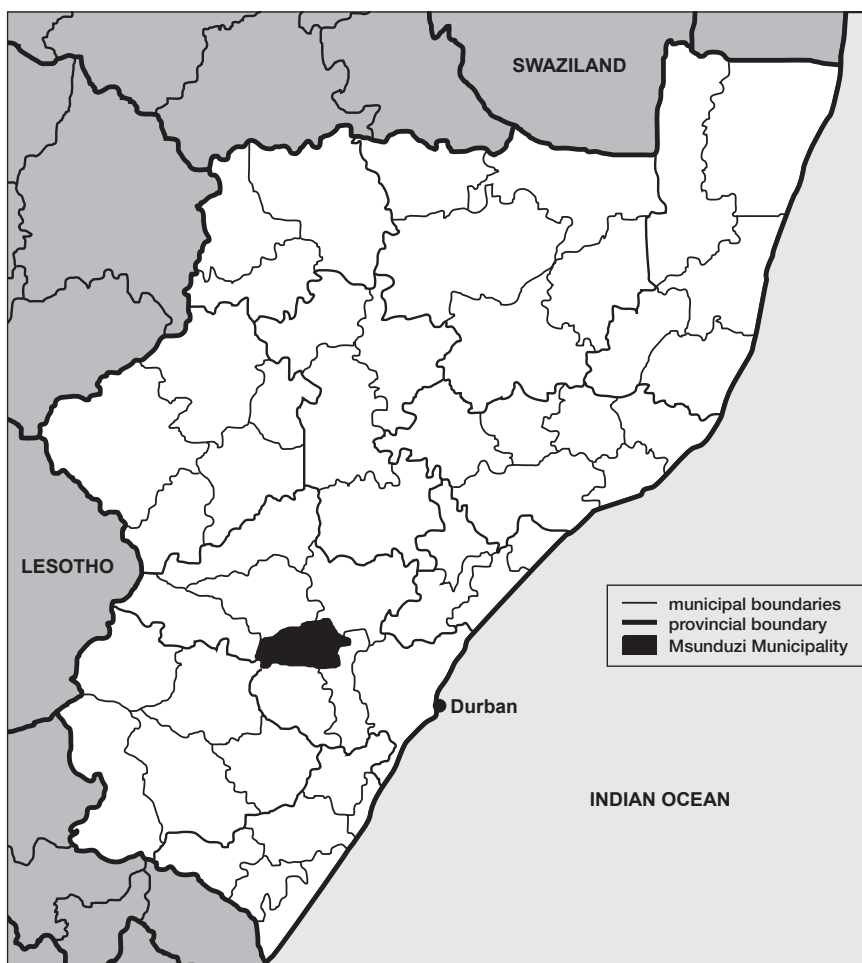 SWAZILAND
LESOTHO
municipal boundaries
provincial boundary
Msunduzi Municipality
Durban
INDIAN OCEAN